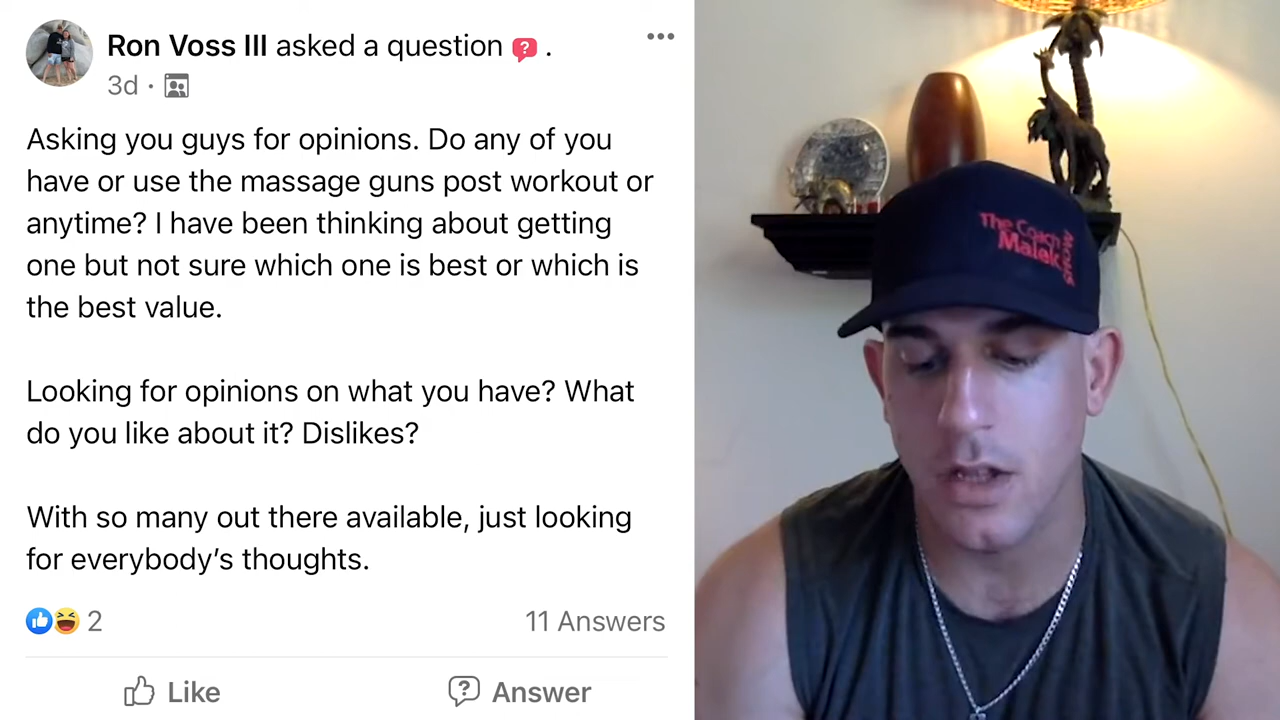 Ron Voss III asked a question ? .
3d ·
Asking you guys for opinions. Do any of you
have or use the massage guns post workout or
anytime? I have been thinking about getting
one but not sure which one is best or which is
the best value.
Looking for opinions on what you have? What
do you like about it? Dislikes?
With so many out there available, just looking
for everybody's thoughts.
2
11 Answers
Like
? Answer
The Coach
Malek
SHOW